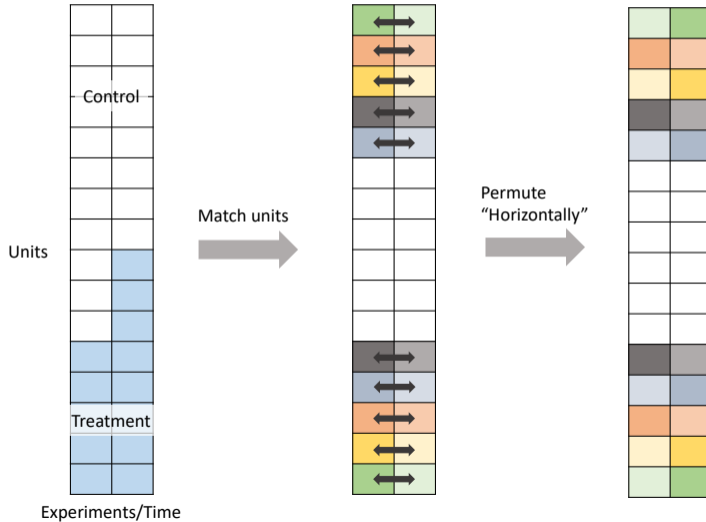 Control
Match units
Permute
“Horizontally”
Units
Treatment
Experiments/Time